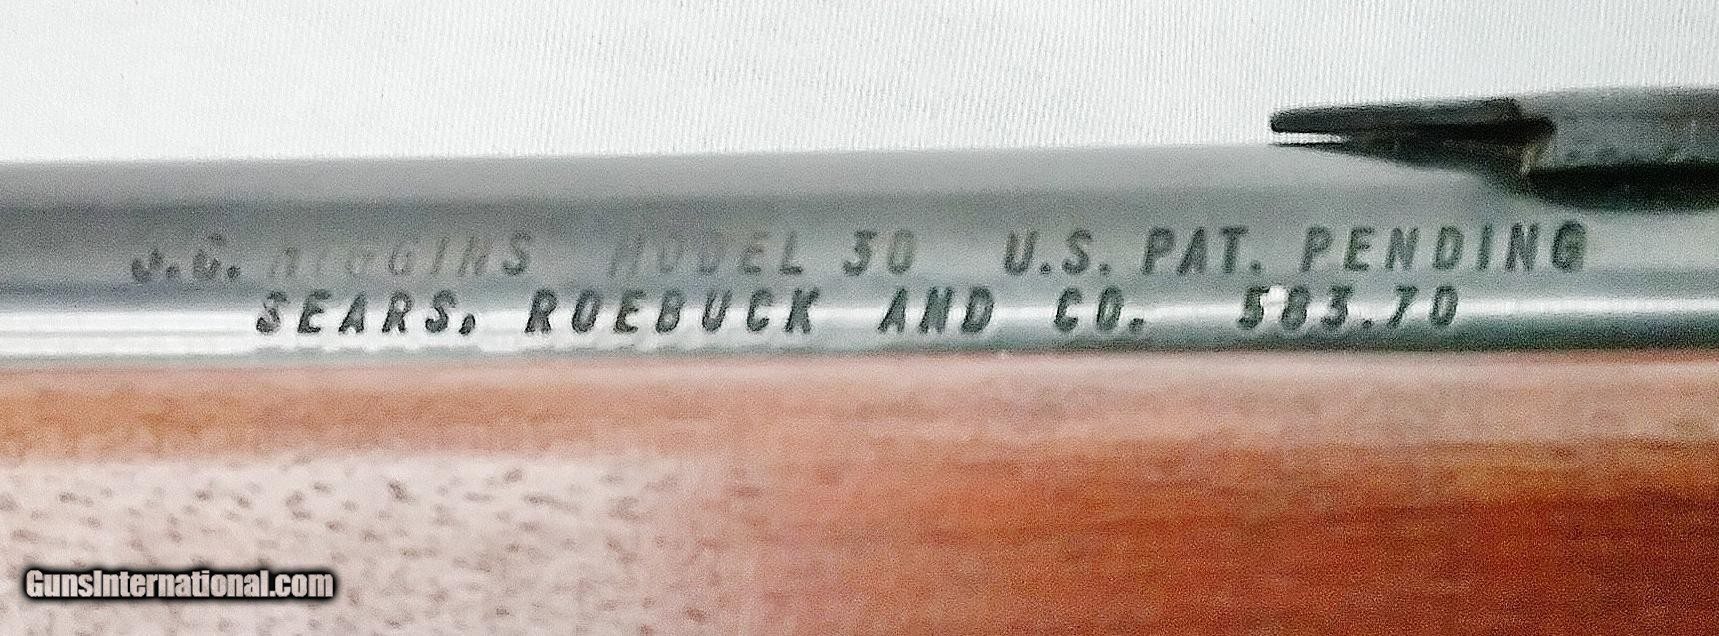 J.C. HIGGINS MODEL 30 U.S. PAT. PENDING
SEARS, ROEBUCK AND CO. 583.70
GunsInternational.com